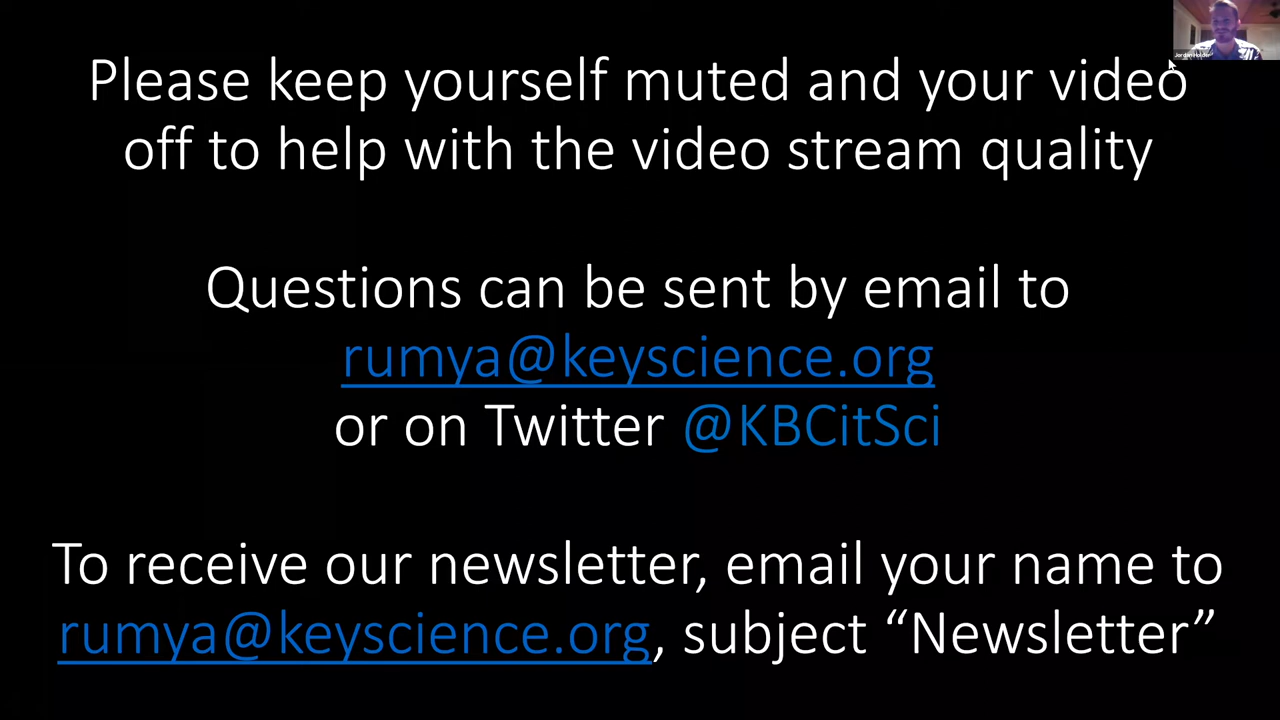 Please keep yourself muted and your video
off to help with the video stream quality
Questions can be sent by email to
rumya@keyscience.org
or on Twitter @KBCitSci
To receive our newsletter, email your name to
rumya@keyscience.org, subject “Newsletter”